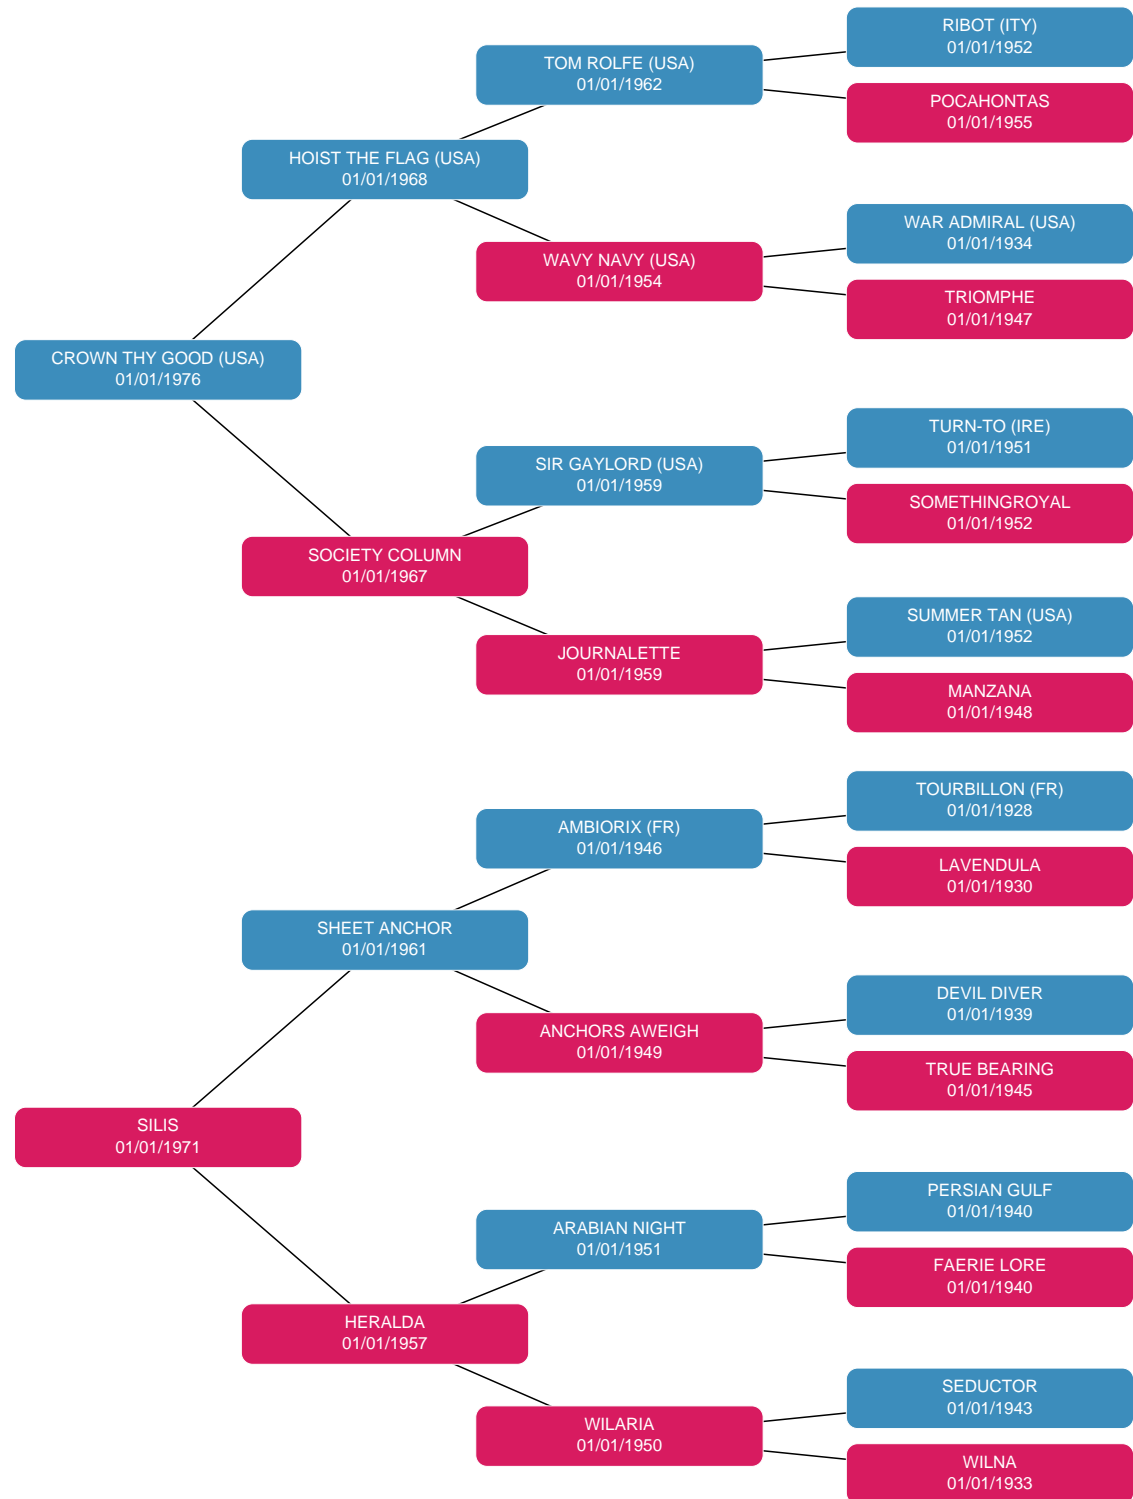 RIBOT (ITY)
01/01/1952
TOM ROLFE (USA)
01/01/1962
POCAHONTAS
01/01/1955
HOIST THE FLAG (USA)
01/01/1968
WAR ADMIRAL (USA)
01/01/1934
WAVY NAVY (USA)
01/01/1954
TRIOMPHE
01/01/1947
CROWN THY GOOD (USA)
01/01/1976
TURN-TO (IRE)
01/01/1951
SIR GAYLORD (USA)
01/01/1959
SOMETHINGROYAL
01/01/1952
SOCIETY COLUMN
01/01/1967
SUMMER TAN (USA)
01/01/1952
JOURNALETTE
01/01/1959
MANZANA
01/01/1948
TOURBILLON (FR)
01/01/1928
AMBIORIX (FR)
01/01/1946
LAVENDULA
01/01/1930
SHEET ANCHOR
01/01/1961
DEVIL DIVER
01/01/1939
ANCHORS AWEIGH
01/01/1949
TRUE BEARING
01/01/1945
SILIS
01/01/1971
PERSIAN GULF
01/01/1940
ARABIAN NIGHT
01/01/1951
FAERIE LORE
01/01/1940
HERALDA
01/01/1957
SEDUCTOR
01/01/1943
WILARIA
01/01/1950
WILNA
01/01/1933